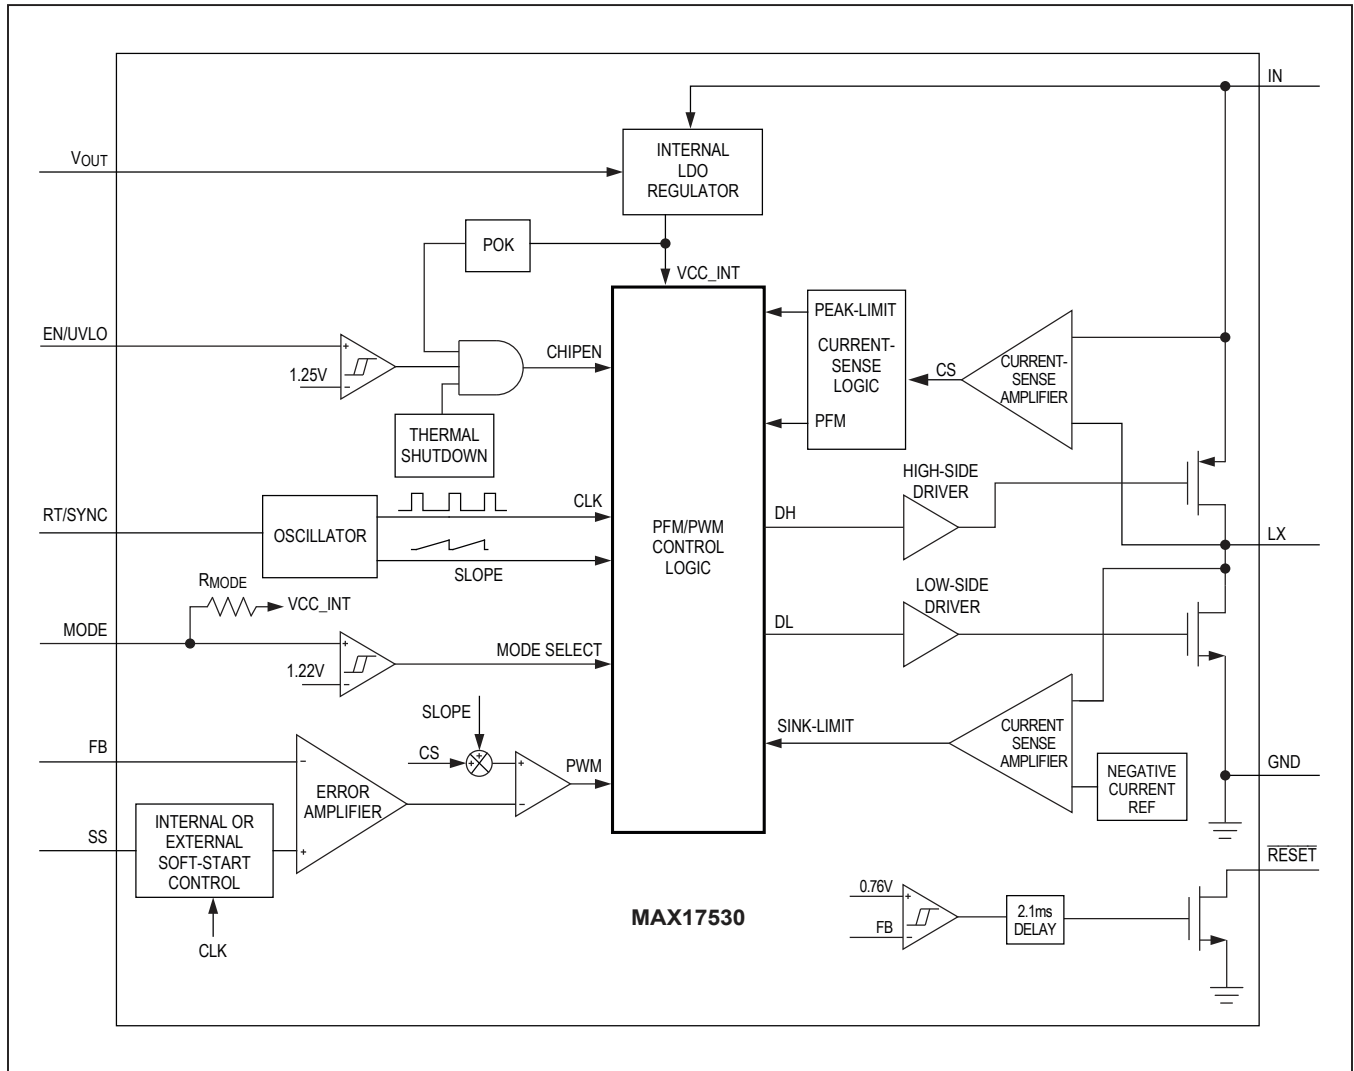 IN
INTERNAL
LDO
REGULATOR
VOUT
POK
VCC_INT
EN/UVLO
+
1.25V
−
CHIPEN
THERMAL
SHUTDOWN
PEAK-LIMIT
CURRENT-
SENSE
LOGIC
PFM
CS
CURRENT-
SENSE
AMPLIFIER
HIGH-SIDE
DRIVER
RT/SYNC
OSCILLATOR
CLK
SLOPE
PFM/PWM
CONTROL
LOGIC
DH
LX
RMODE
VCC_INT
MODE
+
1.22V
−
MODE SELECT
LOW-SIDE
DRIVER
DL
SLOPE
CS
+
+
+
−
PWM
SINK-LIMIT
CURRENT
SENSE
AMPLIFIER
NEGATIVE
CURRENT
REF
GND
FB
−
ERROR
AMPLIFIER
+
SS
INTERNAL OR
EXTERNAL
SOFT-START
CONTROL
CLK
MAX17530
RESET
0.76V
+
FB
−
2.1ms
DELAY